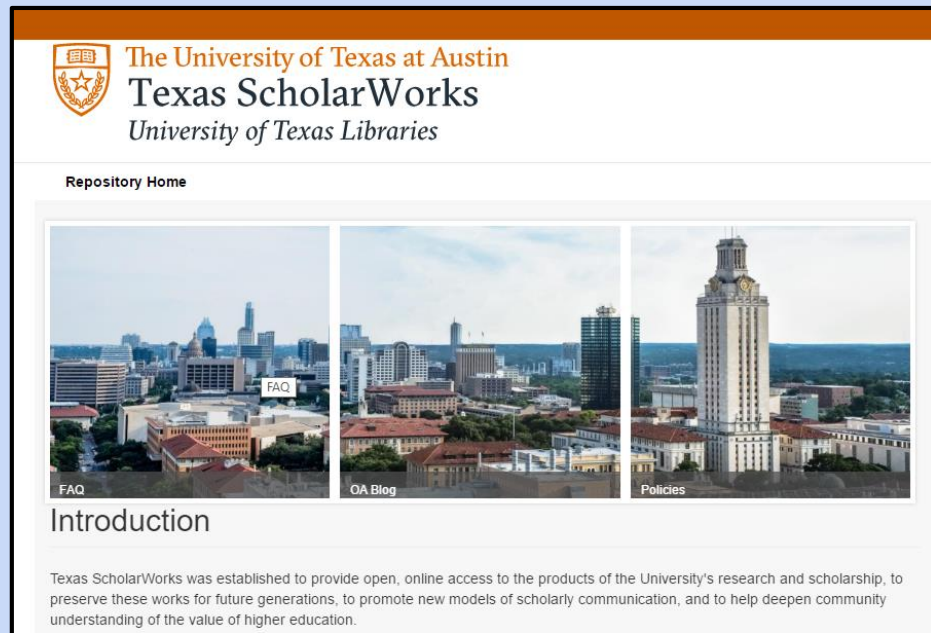 The University of Texas at Austin
Texas ScholarWorks
University of Texas Libraries
Repository Home
FAQ
FAQ
OA Blog
Policies
Introduction
Texas ScholarWorks was established to provide open, online access to the products of the University's research and scholarship, to
preserve these works for future generations, to promote new models of scholarly communication, and to help deepen community
understanding of the value of higher education.